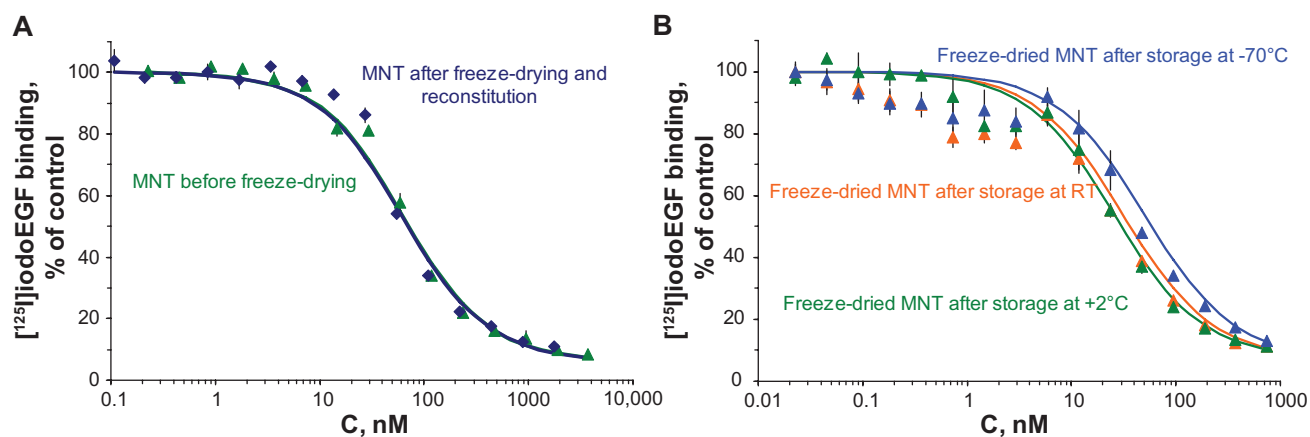 A
[¹²⁵I]iodoEGF binding,
% of control
100
80
60
40
20
0
MNT after freeze-drying and
reconstitution
MNT before freeze-drying
0.1
1
10
100
1000
10,000
C, nM
B
[¹²⁵I]iodoEGF binding,
% of control
100
80
60
40
20
0
Freeze-dried MNT after storage at -70°C
Freeze-dried MNT after storage at RT
Freeze-dried MNT after storage at +2°C
0.01
0.1
1
10
100
1000
C, nM